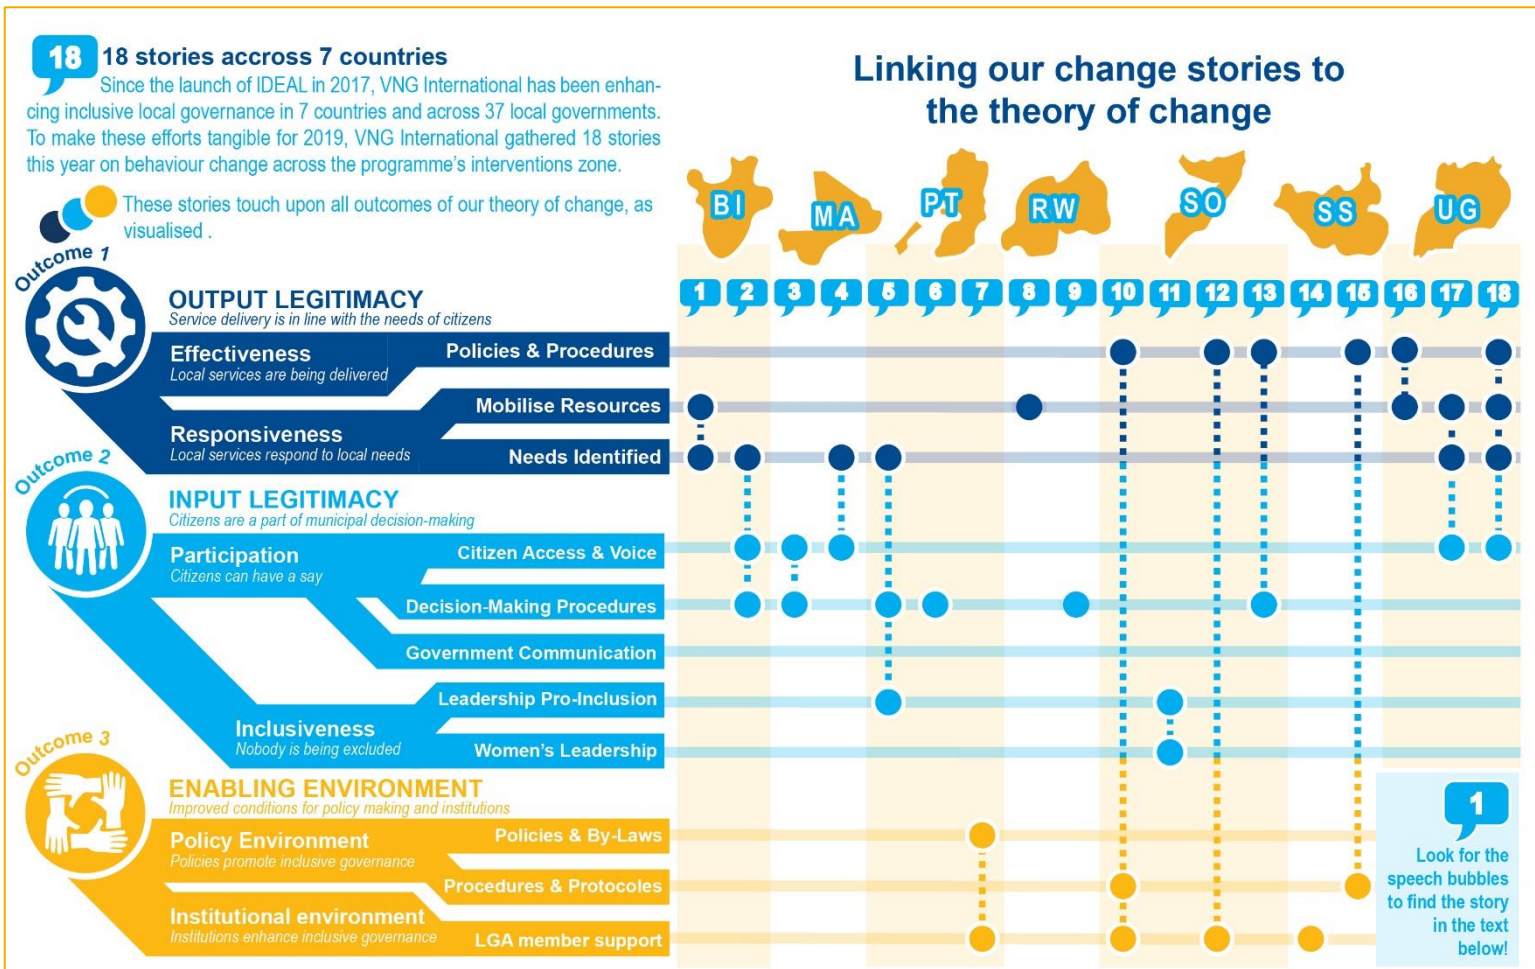 18
18 stories accross 7 countries
Since the launch of IDEAL in 2017, VNG International has been enhan-
cing inclusive local governance in 7 countries and across 37 local governments.
To make these efforts tangible for 2019, VNG International gathered 18 stories
this year on behaviour change across the programme's interventions zone.
These stories touch upon all outcomes of our theory of change, as
visualised .
Linking our change stories to
the theory of change
BI MA PT RW SO SS UG
1 2 3 4 5 6 7 8 9 10 11 12 13 14 15 16 17 18
Outcome 1
OUTPUT LEGITIMACY
Service delivery is in line with the needs of citizens
Effectiveness
Local services are being delivered
Policies & Procedures
Mobilise Resources
Responsiveness
Local services respond to local needs
Needs Identified
Outcome 2
INPUT LEGITIMACY
Citizens are a part of municipal decision-making
Participation
Citizens can have a say
Citizen Access & Voice
Decision-Making Procedures
Government Communication
Leadership Pro-Inclusion
Inclusiveness
Nobody is being excluded
Women's Leadership
Outcome 3
ENABLING ENVIRONMENT
Improved conditions for policy making and institutions
Policy Environment
Policies promote inclusive governance
Policies & By-Laws
Procedures & Protocoles
Institutional environment
Institutions enhance inclusive governance
LGA member support
1
Look for the
speech bubbles
to find the story
in the text
below!